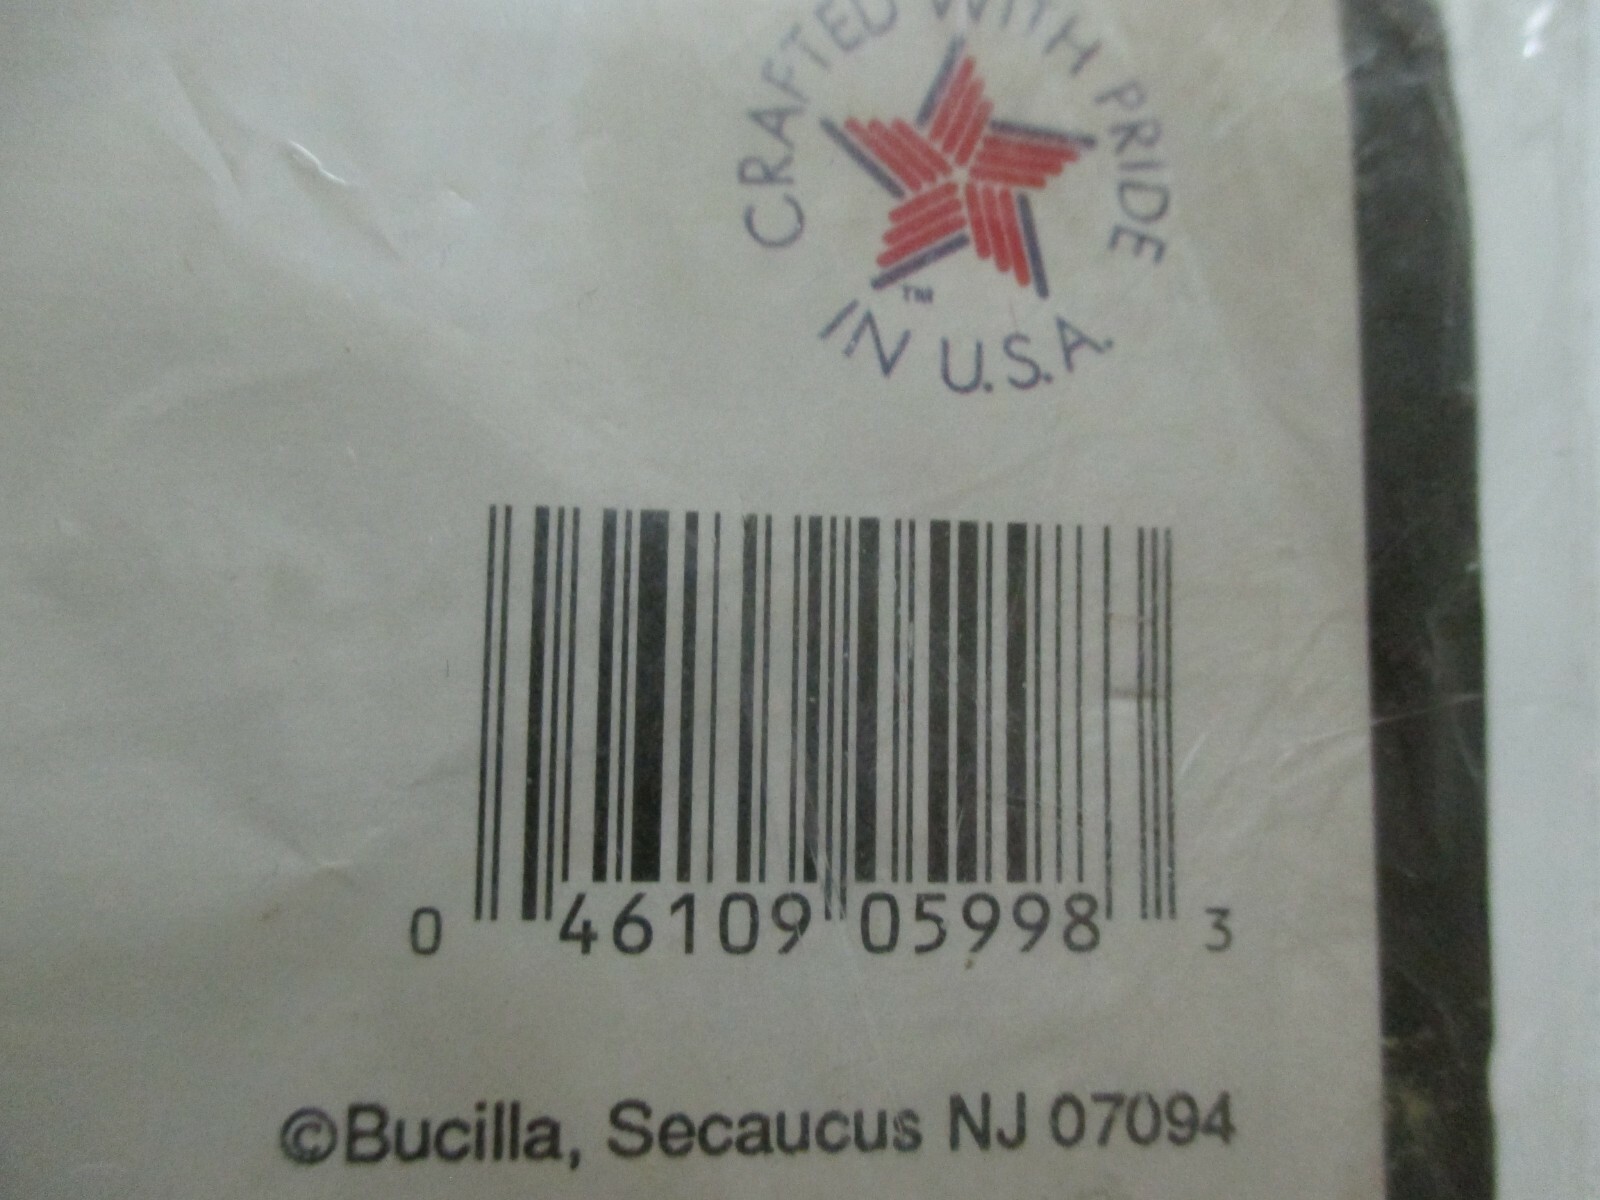 CRAFTED WITH PRIDE
TM
IN U.S.A.
0 46109 05998 3
©Bucilla, Secaucus NJ 07094